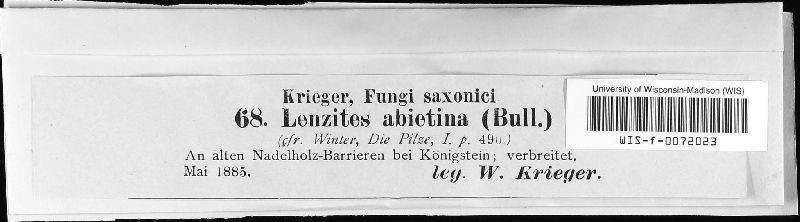 Krieger, Fungi saxonici
68. Lenzites abietina (Bull.)
(cfr. Winter, Die Pilze, I. p. 490.)
An alten Nadelholz-Barrieren bei Königstein; verbreitet.
Mai 1885. leg. W. Krieger.
University of Wisconsin-Madison (WIS)
WIS-f-0072023